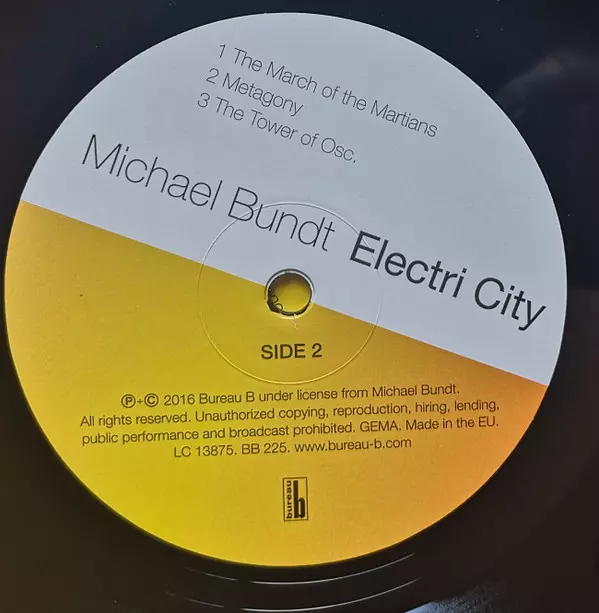 1 The March of the Martians
2 Metagony
3 The Tower of Osc.
Michael Bundt Electri City
SIDE 2
℗+© 2016 Bureau B under license from Michael Bundt.
All rights reserved. Unauthorized copying, reproduction, hiring, lending,
public performance and broadcast prohibited. GEMA. Made in the EU.
LC 13875. BB 225. www.bureau-b.com
bureau b